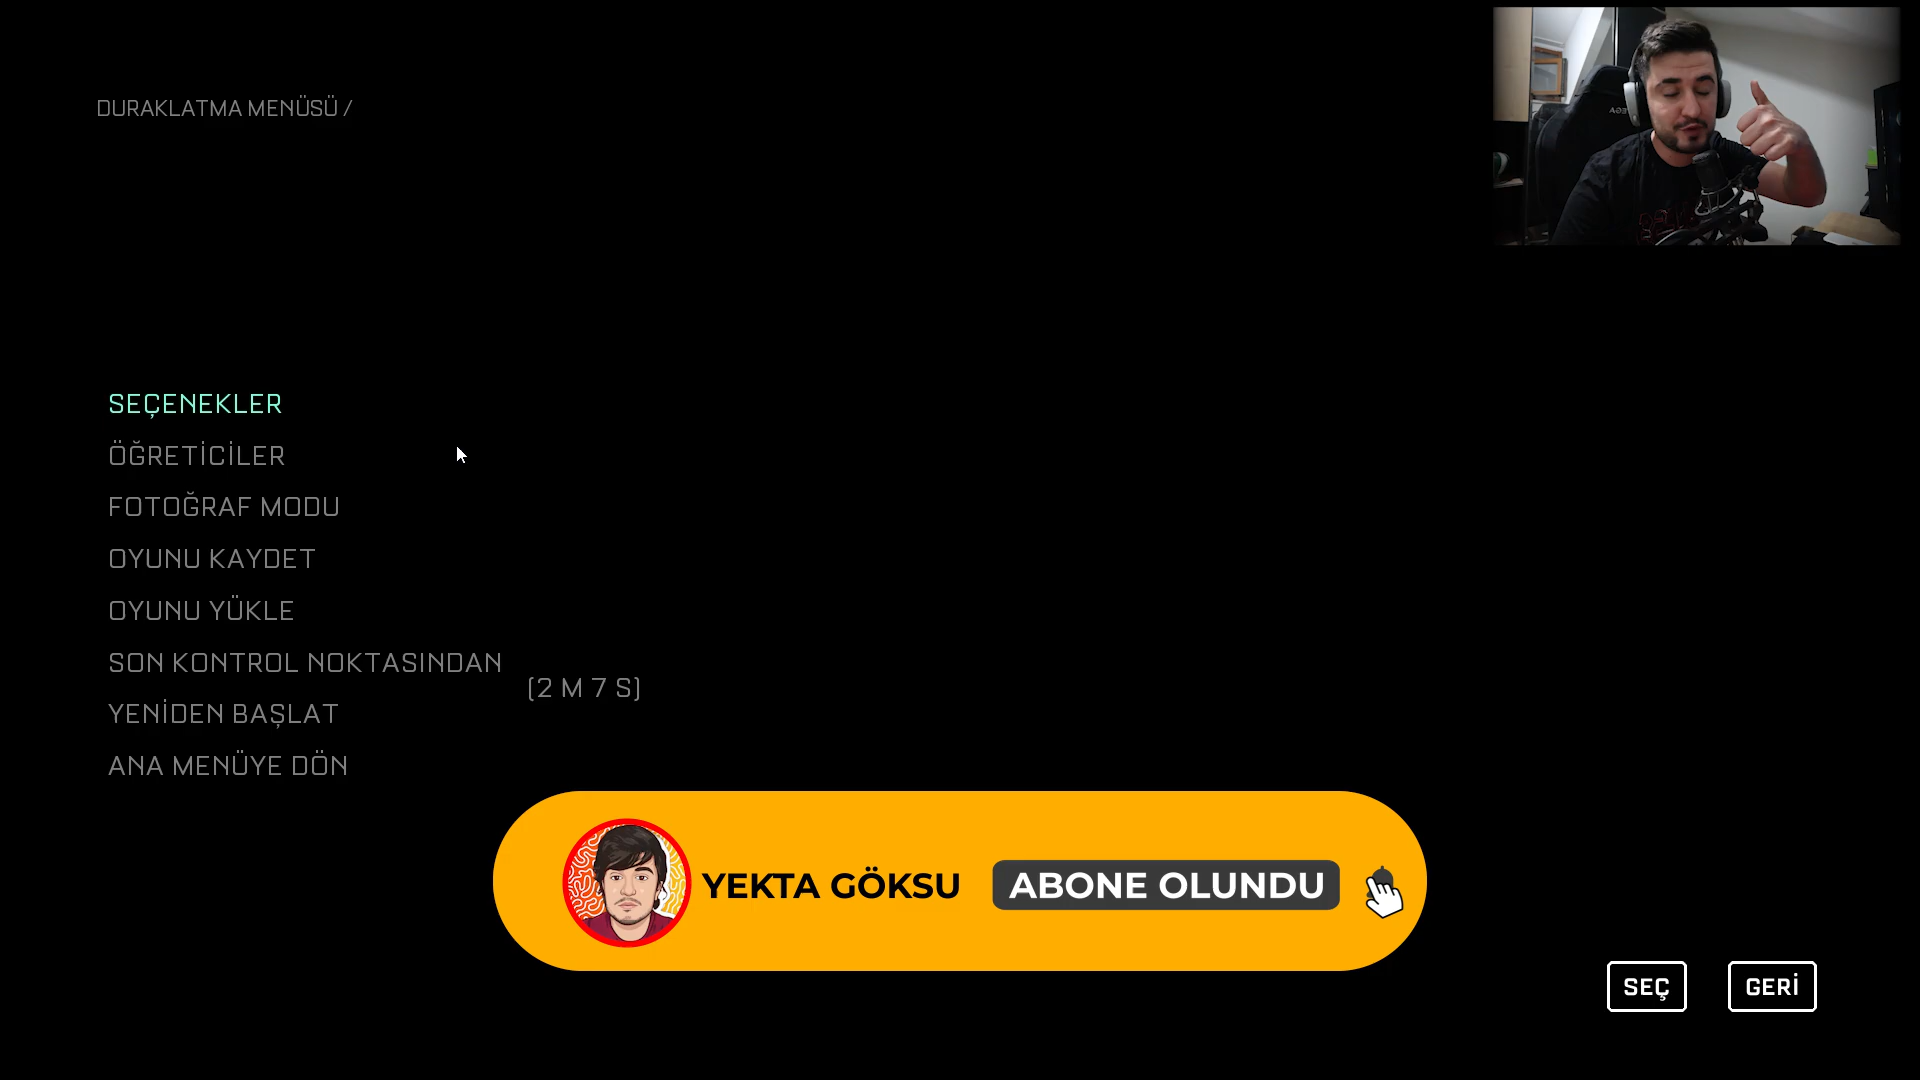 DURAKLATMA MENÜSÜ /
SEÇENEKLER
ÖĞRETİCİLER
FOTOĞRAF MODU
OYUNU KAYDET
OYUNU YÜKLE
SON KONTROL NOKTASINDAN
YENİDEN BAŞLAT
(2 M 7 S)
ANA MENÜYE DÖN
YEKTA GÖKSU
ABONE OLUNDU
SEÇ
GERİ